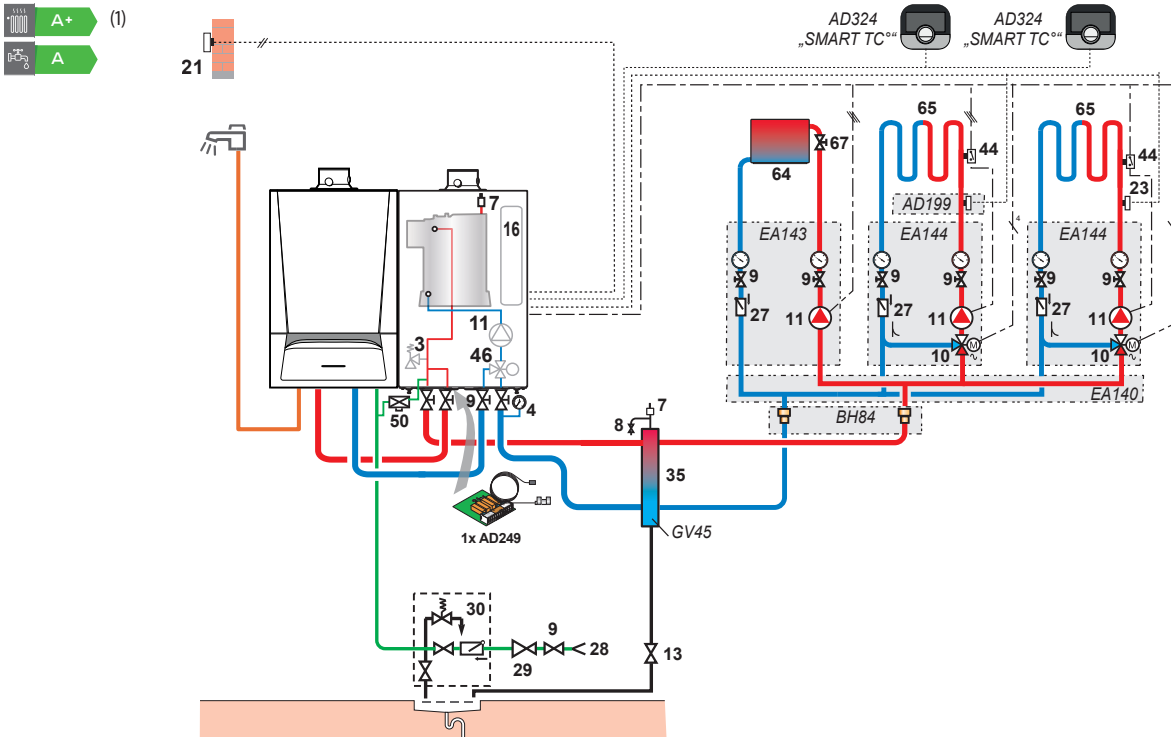 A+ (1)
A
21
AD324
„SMART TC°“
AD324
„SMART TC°“
65
65
67
44
44
64
23
7
16
AD199
EA143
EA144
EA144
9
9
9
9
9
9
27
27
27
11
11
11
11
3
46
10
10
M
M
4
EA140
50
9
4
7
8
BH84
35
GV45
1x AD249
30
9
28
29
13